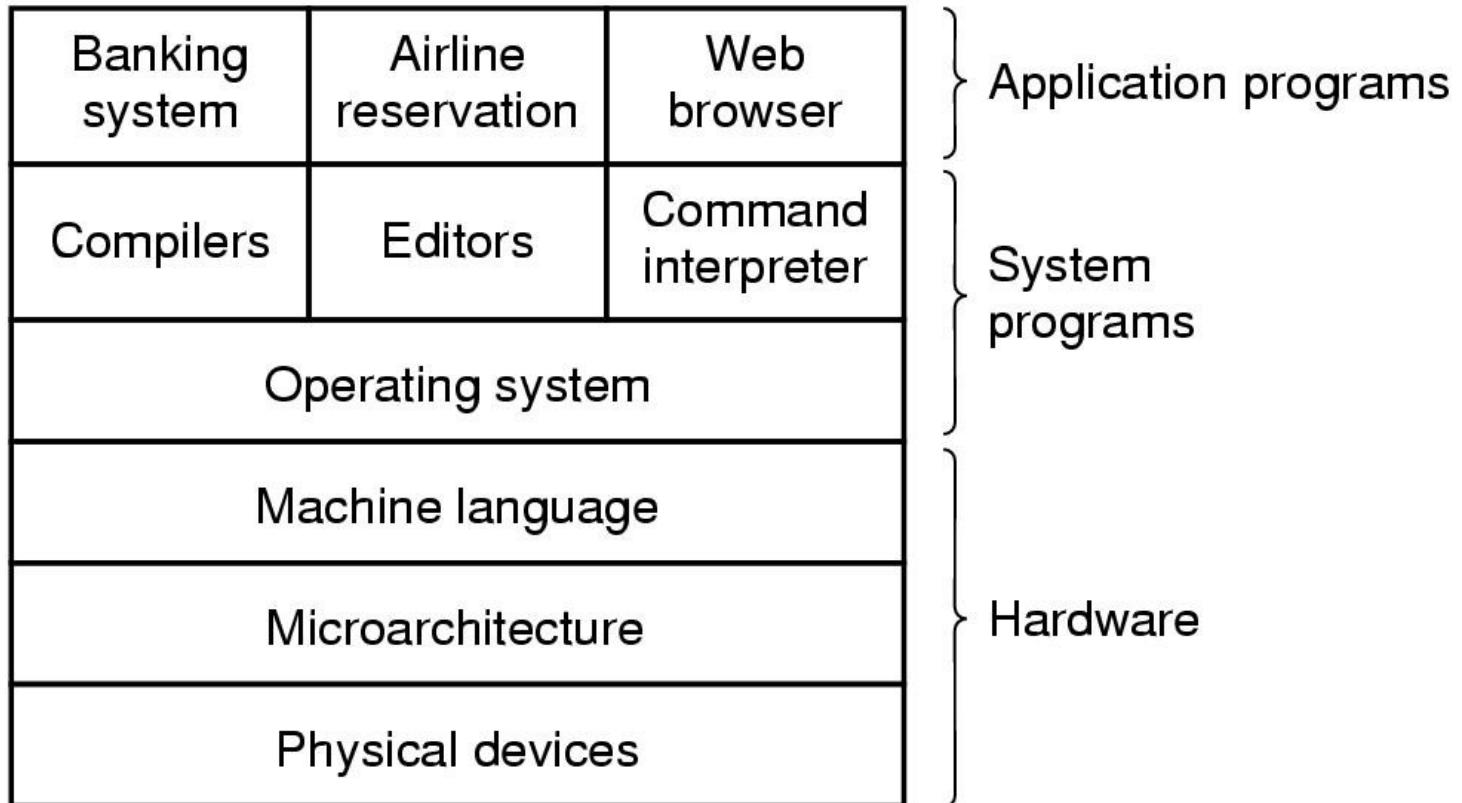 Banking
system
Airline
reservation
Web
browser
Application programs
Compilers
Editors
Command
interpreter
System
programs
Operating system
Machine language
Microarchitecture
Hardware
Physical devices